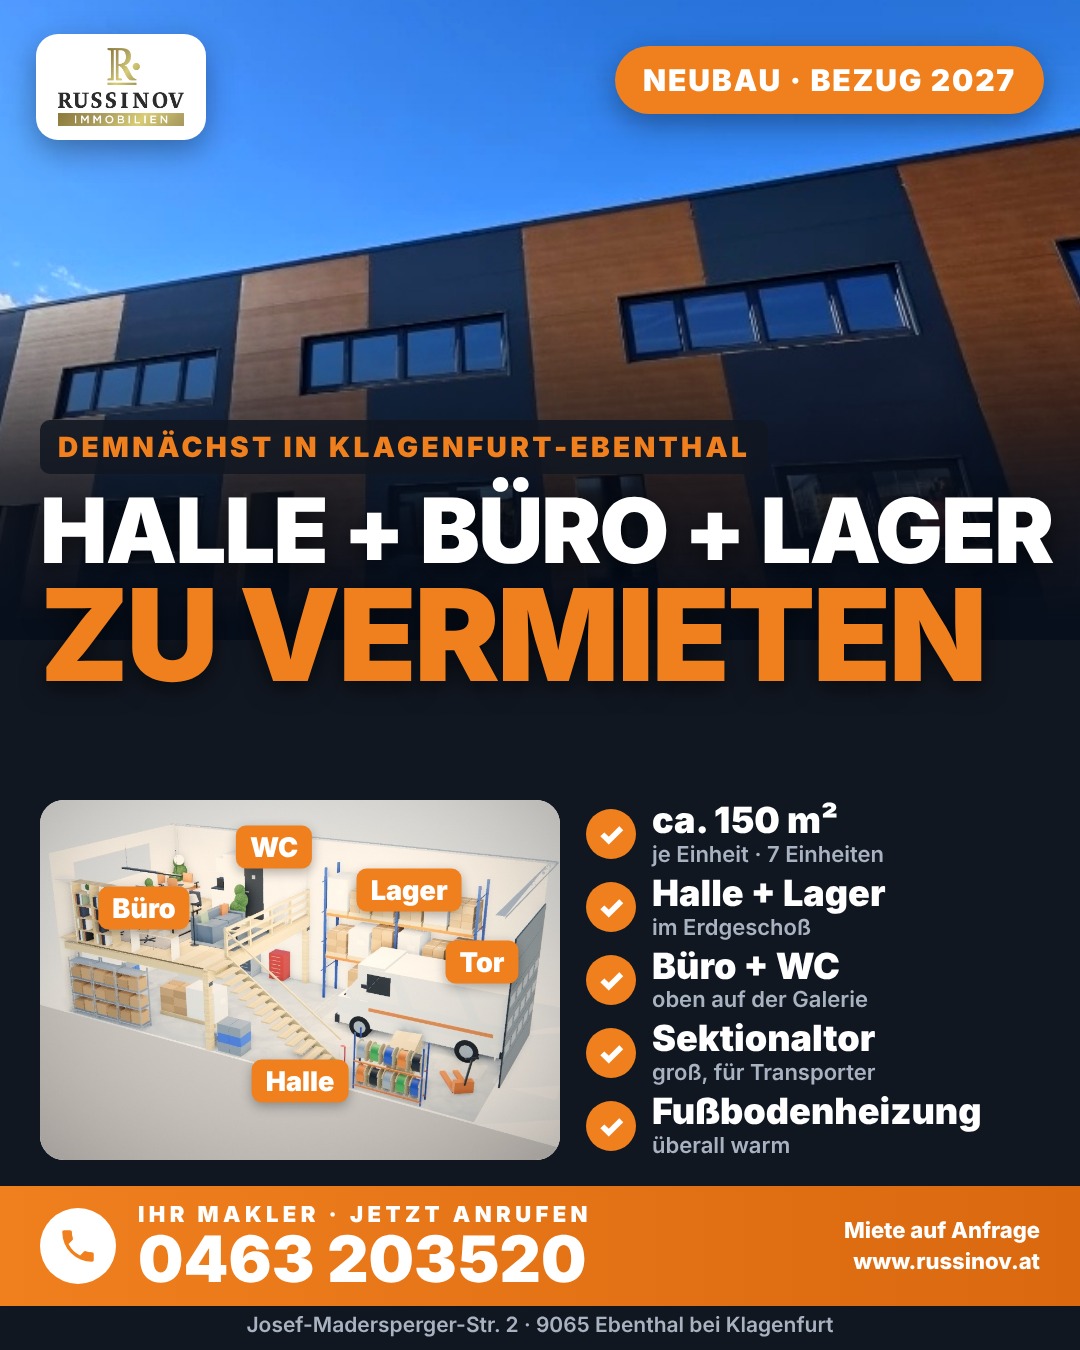 RUSSINOV
IMMOBILIEN
NEUBAU · BEZUG 2027
DEMNÄCHST IN KLAGENFURT-EBENTHAL
HALLE + BÜRO + LAGER
ZU VERMIETEN
WC
Büro
Lager
Tor
Halle
ca. 150 m²
je Einheit · 7 Einheiten
Halle + Lager
im Erdgeschoß
Büro + WC
oben auf der Galerie
Sektionaltor
groß, für Transporter
Fußbodenheizung
überall warm
IHR MAKLER · JETZT ANRUFEN
0463 203520
Miete auf Anfrage
www.russinov.at
Josef-Madersperger-Str. 2 · 9065 Ebenthal bei Klagenfurt